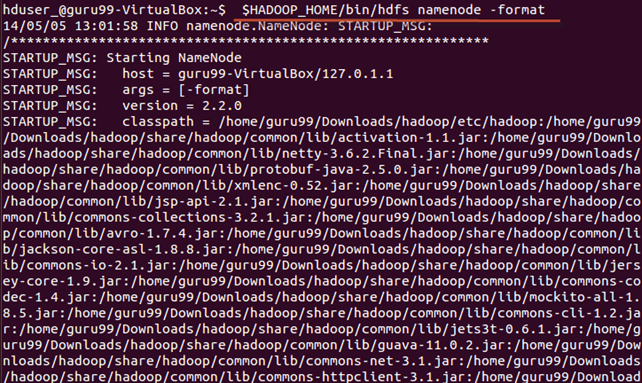 hduser_@guru99-VirtualBox:~$  $HADOOP_HOME/bin/hdfs namenode -format
14/05/05 13:01:58 INFO namenode.NameNode: STARTUP_MSG:
/************************************************************
STARTUP_MSG: Starting NameNode
STARTUP_MSG:   host = guru99-VirtualBox/127.0.1.1
STARTUP_MSG:   args = [-format]
STARTUP_MSG:   version = 2.2.0
STARTUP_MSG:   classpath = /home/guru99/Downloads/hadoop/etc/hadoop:/home/guru99
/Downloads/hadoop/share/hadoop/common/lib/activation-1.1.jar:/home/guru99/Downlo
ads/hadoop/share/hadoop/common/lib/netty-3.6.2.Final.jar:/home/guru99/Downloads/
hadoop/share/hadoop/common/lib/protobuf-java-2.5.0.jar:/home/guru99/Downloads/ha
doop/share/hadoop/common/lib/xmlenc-0.52.jar:/home/guru99/Downloads/hadoop/share
/hadoop/common/lib/jsp-api-2.1.jar:/home/guru99/Downloads/hadoop/share/hadoop/co
mmon/lib/commons-collections-3.2.1.jar:/home/guru99/Downloads/hadoop/share/hadoo
p/common/lib/avro-1.7.4.jar:/home/guru99/Downloads/hadoop/share/hadoop/common/li
b/jackson-core-asl-1.8.8.jar:/home/guru99/Downloads/hadoop/share/hadoop/common/l
ib/commons-io-2.1.jar:/home/guru99/Downloads/hadoop/share/hadoop/common/lib/jers
ey-core-1.9.jar:/home/guru99/Downloads/hadoop/share/hadoop/common/lib/commons-co
dec-1.4.jar:/home/guru99/Downloads/hadoop/share/hadoop/common/lib/mockito-all-1.
8.5.jar:/home/guru99/Downloads/hadoop/share/hadoop/common/lib/commons-cli-1.2.ja
r:/home/guru99/Downloads/hadoop/share/hadoop/common/lib/jets3t-0.6.1.jar:/home/g
uru99/Downloads/hadoop/share/hadoop/common/lib/guava-11.0.2.jar:/home/guru99/Dow
nloads/hadoop/share/hadoop/common/lib/commons-net-3.1.jar:/home/guru99/Downloads
/hadoop/share/hadoop/common/lib/commons-httpclient-3.1.jar:/home/guru99/Download